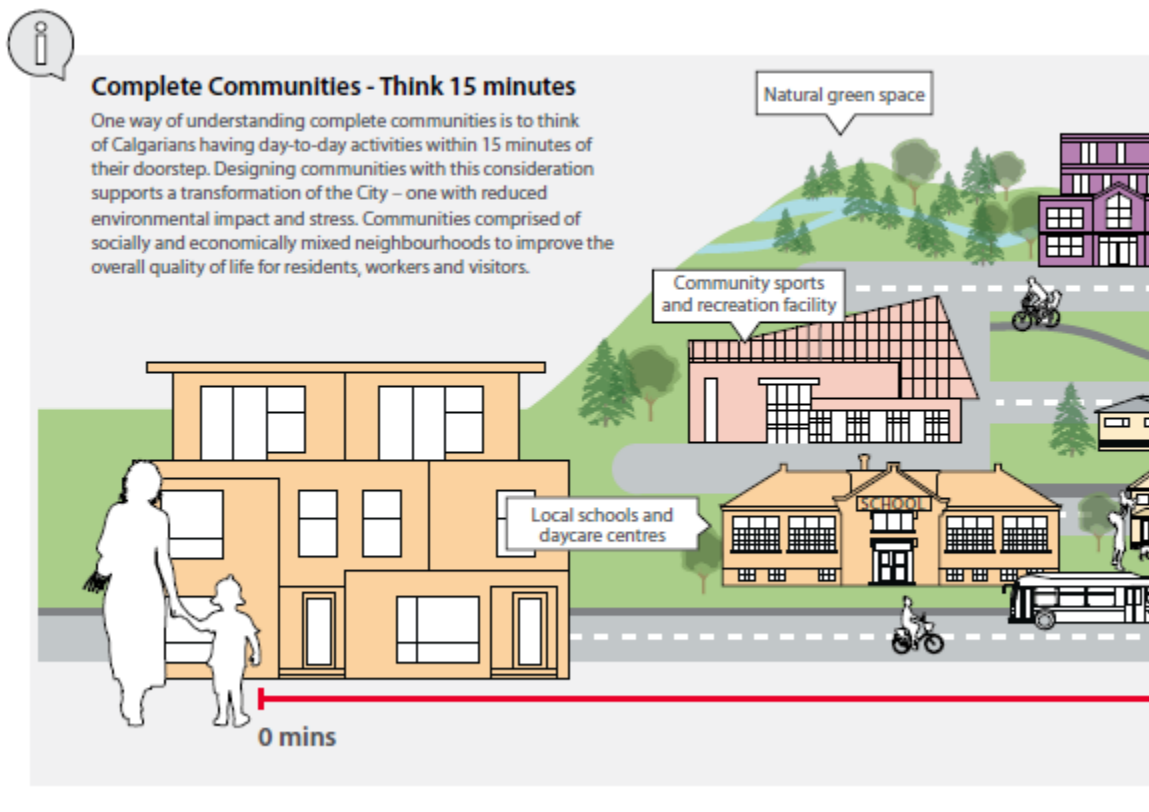 Complete Communities - Think 15 minutes
One way of understanding complete communities is to think
of Calgarians having day-to-day activities within 15 minutes of
their doorstep. Designing communities with this consideration
supports a transformation of the City – one with reduced
environmental impact and stress. Communities comprised of
socially and economically mixed neighbourhoods to improve the
overall quality of life for residents, workers and visitors.
Natural green space
Community sports
and recreation facility
Local schools and
daycare centres
SCHOOL
0 mins